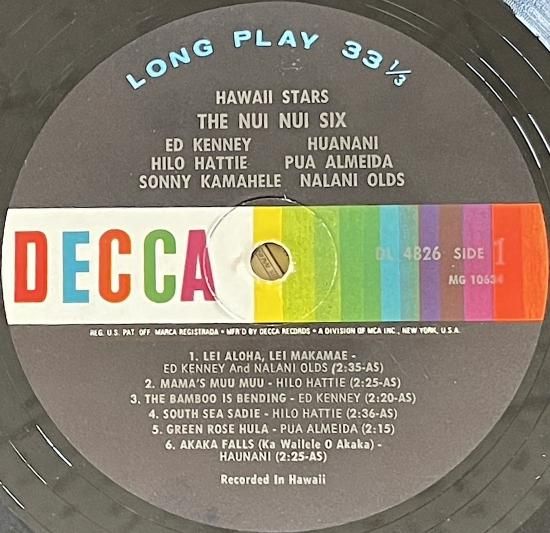 LONG PLAY 33 1/3
HAWAII STARS
THE NUI NUI SIX
ED KENNEY HUANANI
HILO HATTIE PUA ALMEIDA
SONNY KAMAHELE NALANI OLDS
DECCA
DL 4826 SIDE 1
MG 10634
REG. U.S. PAT. OFF. MARCA REGISTRADA • MFR'D BY DECCA RECORDS • A DIVISION OF MCA INC., NEW YORK, U.S.A.
1. LEI ALOHA, LEI MAKAMAE -
ED KENNEY And NALANI OLDS (2:35-AS)
2. MAMA'S MUU MUU - HILO HATTIE (2:25-AS)
3. THE BAMBOO IS BENDING - ED KENNEY (2:20-AS)
4. SOUTH SEA SADIE - HILO HATTIE (2:36-AS)
5. GREEN ROSE HULA - PUA ALMEIDA (2:15)
6. AKAKA FALLS (Ka Wailele O Akaka) -
HAUNANI (2:25-AS)
Recorded In Hawaii